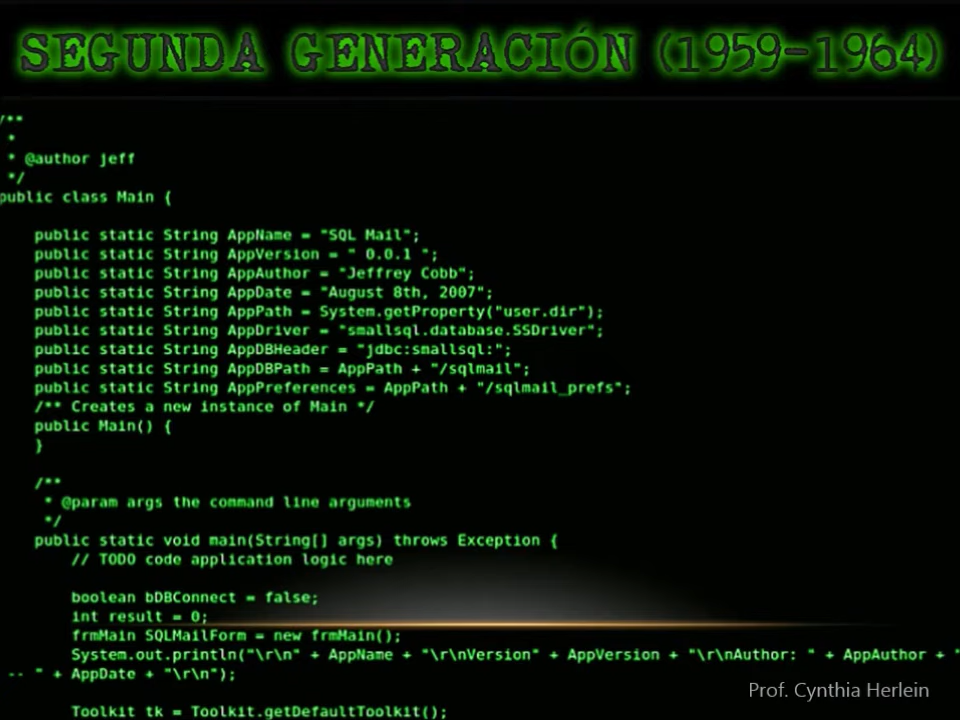 SEGUNDA GENERACIÓN (1959-1964)
/**
*
* @author jeff
*/
public class Main {
public static String AppName = "SQL Mail";
public static String AppVersion = " 0.0.1 ";
public static String AppAuthor = "Jeffrey Cobb";
public static String AppDate = "August 8th, 2007";
public static String AppPath = System.getProperty("user.dir");
public static String AppDriver = "smallsql.database.SSDriver";
public static String AppDBHeader = "jdbc:smallsql:";
public static String AppDBPath = AppPath + "/sqlmail";
public static String AppPreferences = AppPath + "/sqlmail_prefs";
/** Creates a new instance of Main */
public Main() {
}
/**
* @param args the command line arguments
*/
public static void main(String[] args) throws Exception {
// TODO code application logic here
boolean bDBConnect = false;
int result = 0;
frmMain SQLMailForm = new frmMain();
System.out.println("\r\n" + AppName + "\r\nVersion" + AppVersion + "\r\nAuthor: " + AppAuthor + "
-- " + AppDate + "\r\n");
Prof. Cynthia Herlein
Toolkit tk = Toolkit.getDefaultToolkit();